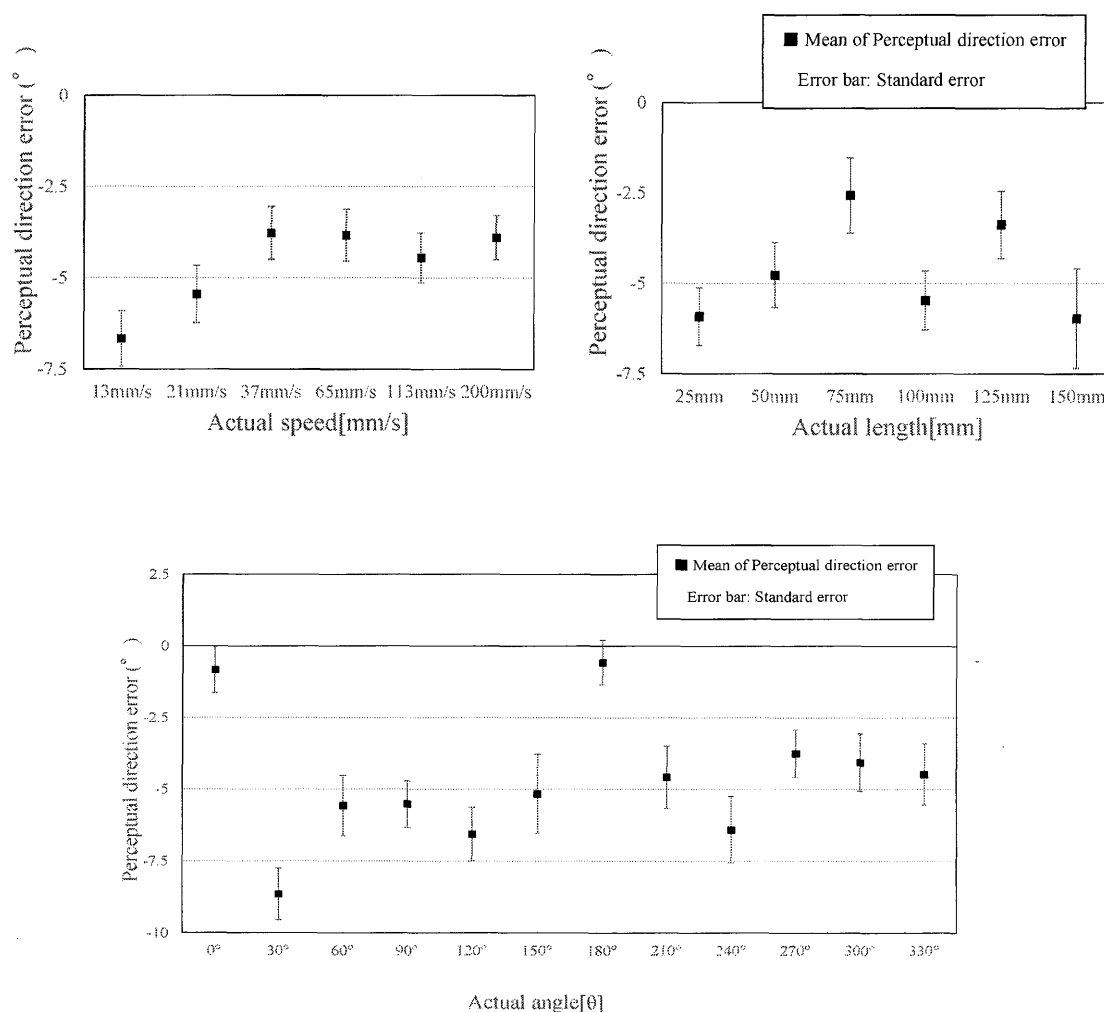 Perceptual direction error (° )
0
-2.5
-5
-7.5
13mm/s 21mm/s 37mm/s 65mm/s 113mm/s 200mm/s
Actual speed[mm/s]
Mean of Perceptual direction error
Error bar: Standard error
Perceptual direction error (° )
0
-2.5
-5
-7.5
25mm 50mm 75mm 100mm 125mm 150mm
Actual length[mm]
Mean of Perceptual direction error
Error bar: Standard error
Perceptual direction error (° )
2.5
0
-2.5
-5
-7.5
-10
0° 30° 60° 90° 120° 150° 180° 210° 240° 270° 300° 330°
Actual angle[θ]